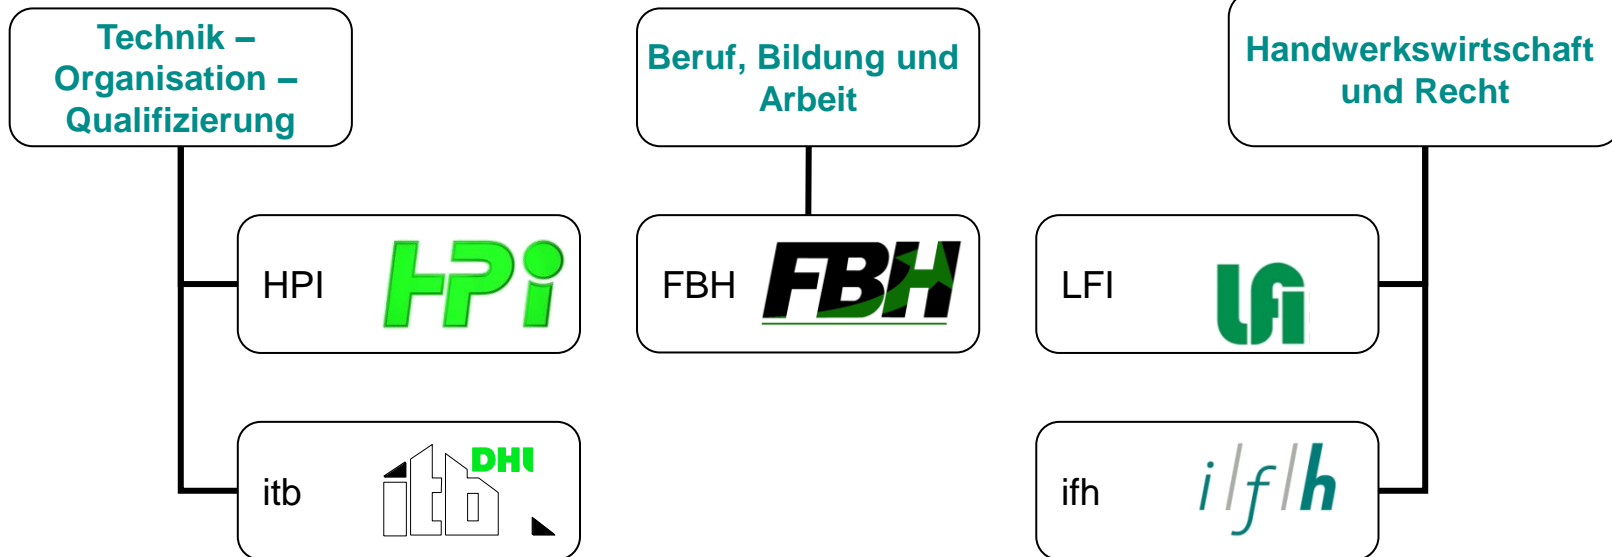 Technik –
Organisation –
Qualifizierung
Beruf, Bildung und
Arbeit
Handwerkswirtschaft
und Recht
HPI
HPi
FBH
FBH
LFI
LFi
itb
itb
DHI
ifh
i/f/h